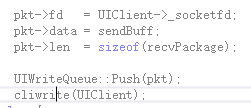 pkt->fd = UIClient->_socketfd;
pkt->data = sendBuff;
pkt->len = sizeof(recvPackage);
UIWriteQueue::Push(pkt);
cliwrite(UIClient);